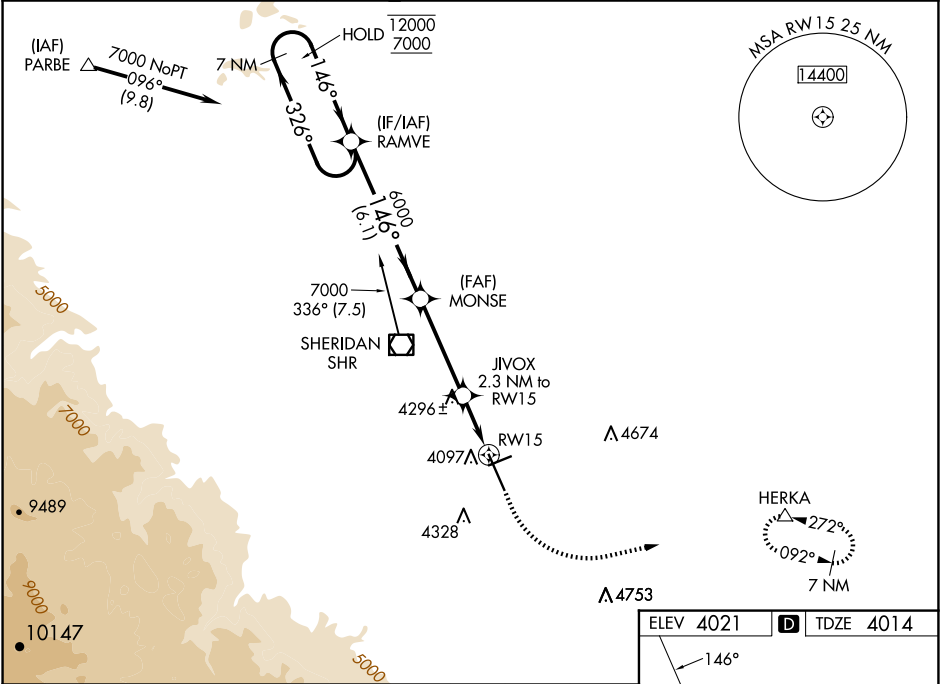 (IAF)
PARBE
7000 NoPT
096°
(9.8)
7 NM
HOLD
12000
7000
146°
326°
(IF/IAF)
RAMVE
MSA RW15 25 NM
14400
6000
146°
(6.1)
7000
336° (7.5)
(FAF)
MONSE
SHERIDAN
SHR
JIVOX
2.3 NM to
RW15
4296±
RW15
4097
4674
4328
HERKA
272°
092°
7 NM
4753
5000
7000
9489
9000
10147
5000
ELEV 4021
D
TDZE 4014
146°